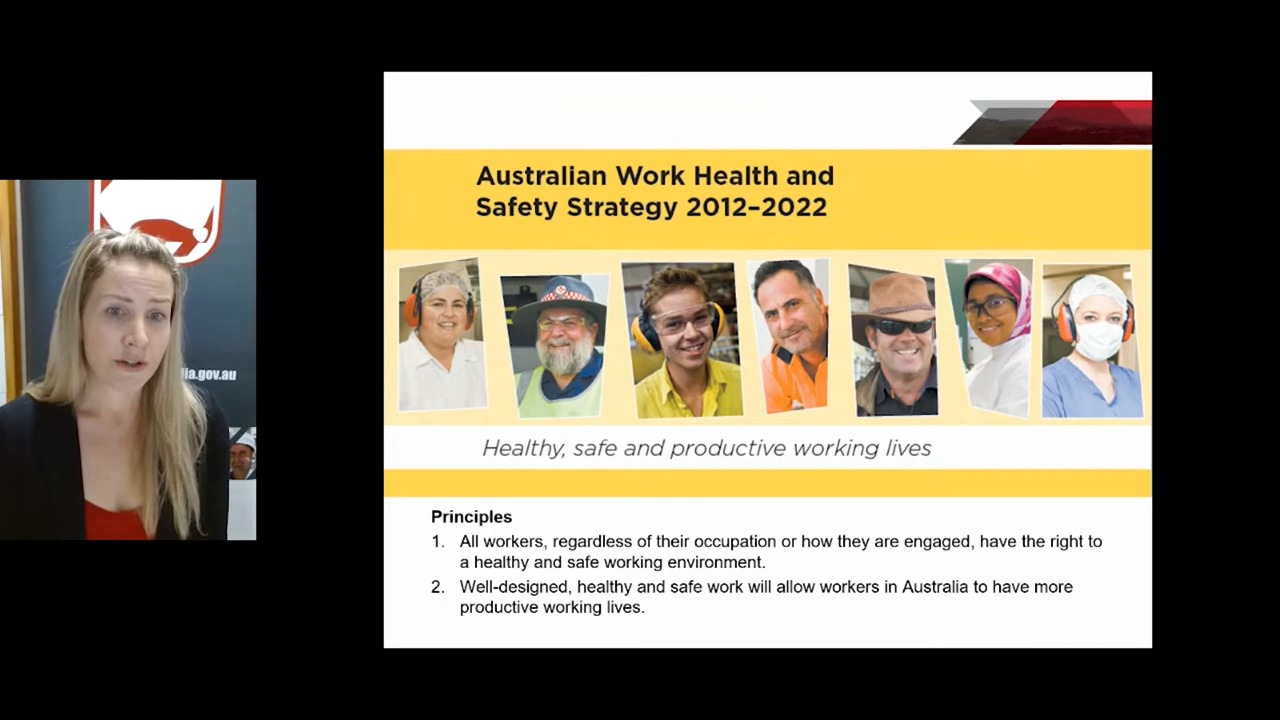 ia.gov.au
Australian Work Health and
Safety Strategy 2012–2022
Healthy, safe and productive working lives
Principles
1. All workers, regardless of their occupation or how they are engaged, have the right to
a healthy and safe working environment.
2. Well-designed, healthy and safe work will allow workers in Australia to have more
productive working lives.